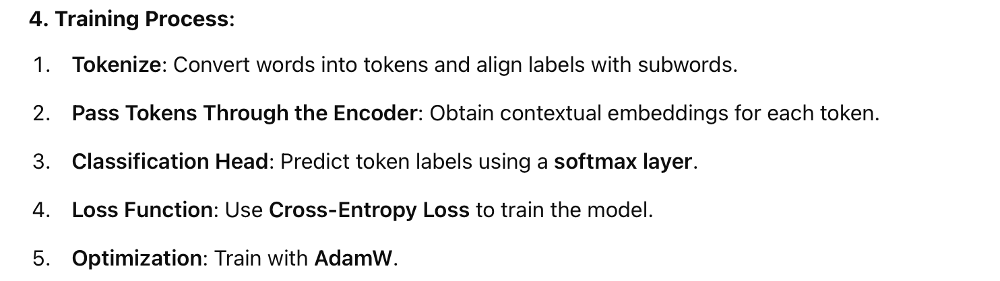 4. Training Process:
1. Tokenize: Convert words into tokens and align labels with subwords.
2. Pass Tokens Through the Encoder: Obtain contextual embeddings for each token.
3. Classification Head: Predict token labels using a softmax layer.
4. Loss Function: Use Cross-Entropy Loss to train the model.
5. Optimization: Train with AdamW.